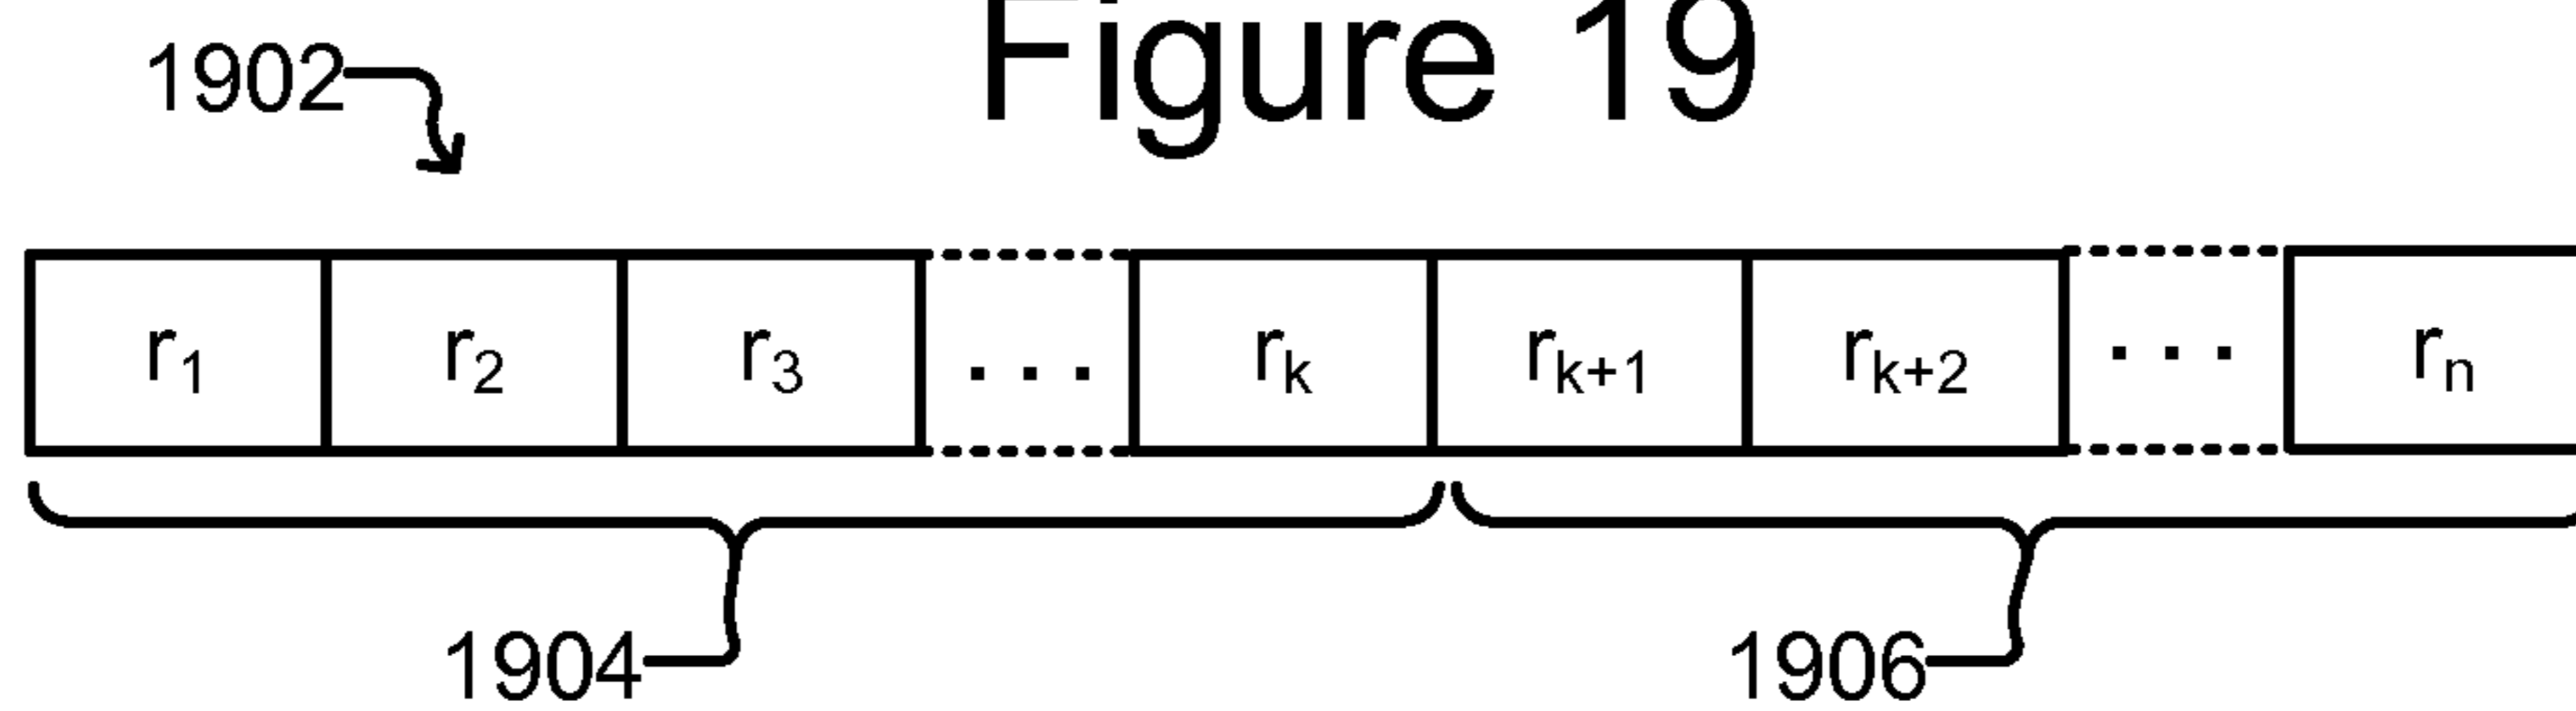 Figure 19
1902
r₁ r₂ r₃ . . . rₖ rₖ₊₁ rₖ₊₂ . . . rₙ
1904 1906